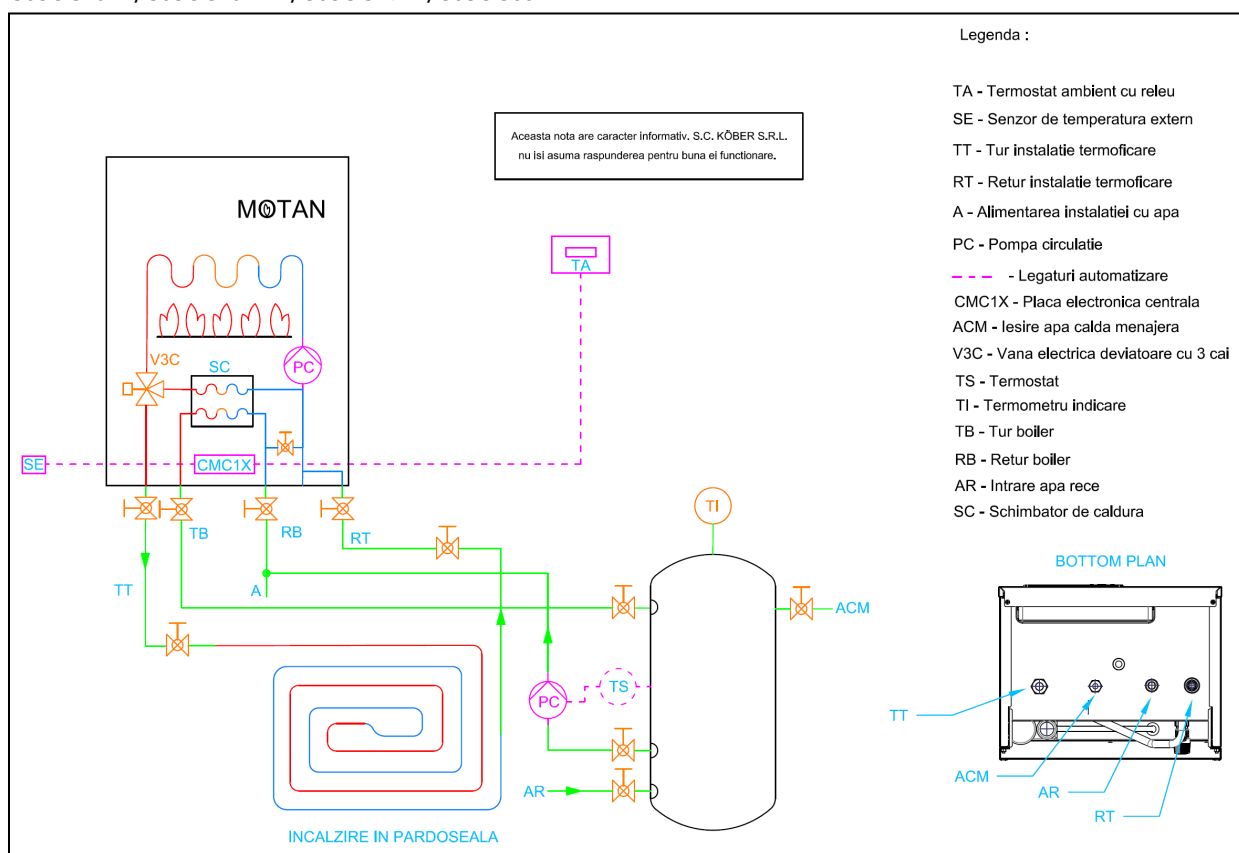 Legenda :
TA - Termostat ambient cu releu
SE - Senzor de temperatura extern
TT - Tur instalatie termoficare
RT - Retur instalatie termoficare
A - Alimentarea instalatiei cu apa
PC - Pompa circulatie
- Legaturi automatizare
CMC1X - Placa electronica centrala
ACM - Iesire apa calda menajera
V3C - Vana electrica deviatoare cu 3 cai
TS - Termostat
TI - Termometru indicare
TB - Tur boiler
RB - Retur boiler
AR - Intrare apa rece
SC - Schimbator de caldura
Aceasta nota are caracter informativ. S.C. KÖBER S.R.L.
nu isi asuma raspunderea pentru buna ei functionare.
MOTAN
TA
V3C
SC
PC
SE
CMC1X
TB
RB
RT
TI
TT
A
ACM
TS
PC
AR
INCALZIRE IN PARDOSEALA
BOTTOM PLAN
TT
ACM
AR
RT